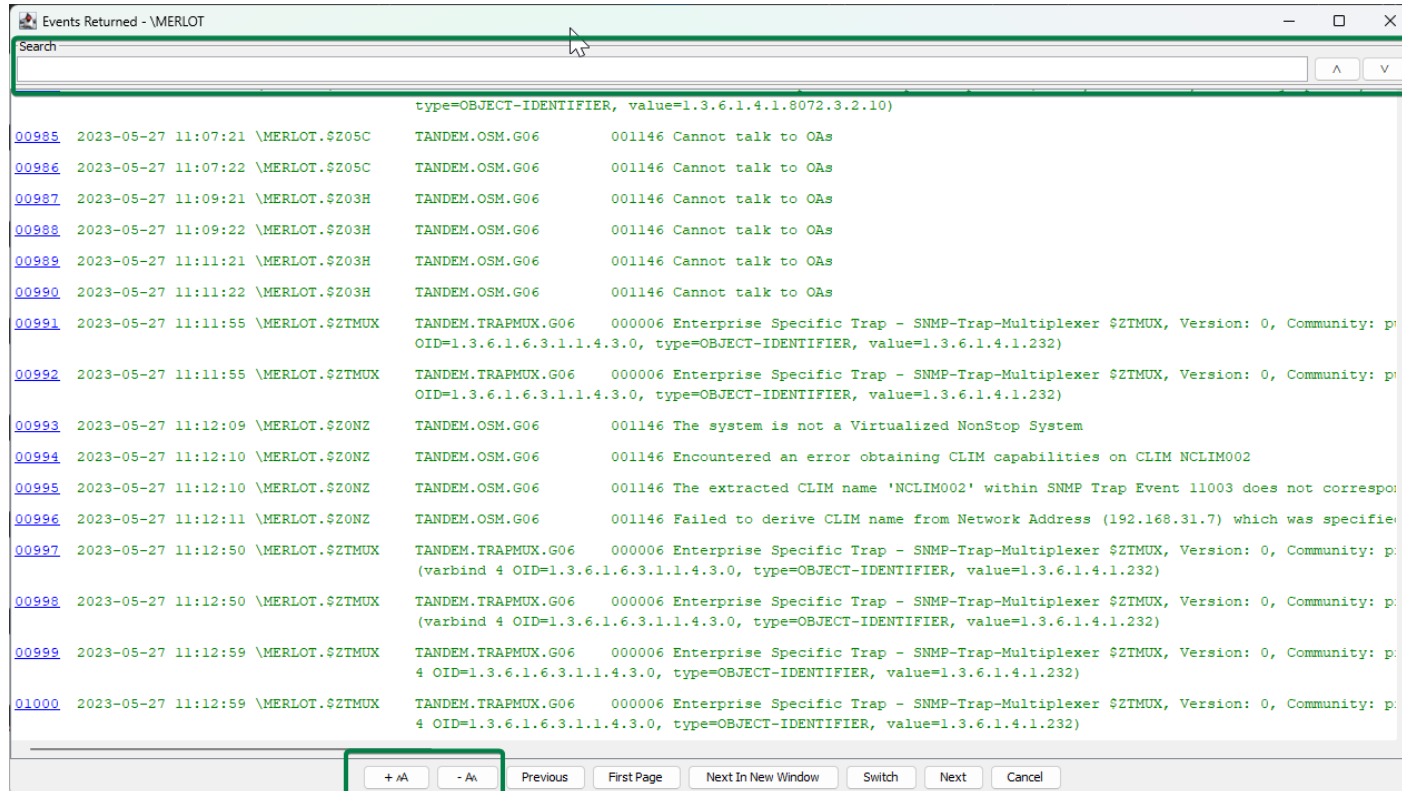 Events Returned - \MERLOT
Search
type=OBJECT-IDENTIFIER, value=1.3.6.1.4.1.8072.3.2.10)
00985 2023-05-27 11:07:21 \MERLOT.$Z05C TANDEM.OSM.G06 001146 Cannot talk to OAs
00986 2023-05-27 11:07:22 \MERLOT.$Z05C TANDEM.OSM.G06 001146 Cannot talk to OAs
00987 2023-05-27 11:09:21 \MERLOT.$Z03H TANDEM.OSM.G06 001146 Cannot talk to OAs
00988 2023-05-27 11:09:22 \MERLOT.$Z03H TANDEM.OSM.G06 001146 Cannot talk to OAs
00989 2023-05-27 11:11:21 \MERLOT.$Z03H TANDEM.OSM.G06 001146 Cannot talk to OAs
00990 2023-05-27 11:11:22 \MERLOT.$Z03H TANDEM.OSM.G06 001146 Cannot talk to OAs
00991 2023-05-27 11:11:55 \MERLOT.$ZTMUX TANDEM.TRAPMUX.G06 000006 Enterprise Specific Trap - SNMP-Trap-Multiplexer $ZTMUX, Version: 0, Community:
OID=1.3.6.1.6.3.1.1.4.3.0, type=OBJECT-IDENTIFIER, value=1.3.6.1.4.1.232)
00992 2023-05-27 11:11:55 \MERLOT.$ZTMUX TANDEM.TRAPMUX.G06 000006 Enterprise Specific Trap - SNMP-Trap-Multiplexer $ZTMUX, Version: 0, Community:
OID=1.3.6.1.6.3.1.1.4.3.0, type=OBJECT-IDENTIFIER, value=1.3.6.1.4.1.232)
00993 2023-05-27 11:12:09 \MERLOT.$Z0NZ TANDEM.OSM.G06 001146 The system is not a Virtualized NonStop System
00994 2023-05-27 11:12:10 \MERLOT.$Z0NZ TANDEM.OSM.G06 001146 Encountered an error obtaining CLIM capabilities on CLIM NCLIM002
00995 2023-05-27 11:12:10 \MERLOT.$Z0NZ TANDEM.OSM.G06 001146 The extracted CLIM name 'NCLIM002' within SNMP Trap Event 11003 does not
00996 2023-05-27 11:12:11 \MERLOT.$Z0NZ TANDEM.OSM.G06 001146 Failed to derive CLIM name from Network Address (192.168.31.7) which was
00997 2023-05-27 11:12:50 \MERLOT.$ZTMUX TANDEM.TRAPMUX.G06 000006 Enterprise Specific Trap - SNMP-Trap-Multiplexer $ZTMUX, Version: 0, Community:
(varbind 4 OID=1.3.6.1.6.3.1.1.4.3.0, type=OBJECT-IDENTIFIER, value=1.3.6.1.4.1.232)
00998 2023-05-27 11:12:50 \MERLOT.$ZTMUX TANDEM.TRAPMUX.G06 000006 Enterprise Specific Trap - SNMP-Trap-Multiplexer $ZTMUX, Version: 0, Community:
(varbind 4 OID=1.3.6.1.6.3.1.1.4.3.0, type=OBJECT-IDENTIFIER, value=1.3.6.1.4.1.232)
00999 2023-05-27 11:12:59 \MERLOT.$ZTMUX TANDEM.TRAPMUX.G06 000006 Enterprise Specific Trap - SNMP-Trap-Multiplexer $ZTMUX, Version: 0, Community:
4 OID=1.3.6.1.6.3.1.1.4.3.0, type=OBJECT-IDENTIFIER, value=1.3.6.1.4.1.232)
01000 2023-05-27 11:12:59 \MERLOT.$ZTMUX TANDEM.TRAPMUX.G06 000006 Enterprise Specific Trap - SNMP-Trap-Multiplexer $ZTMUX, Version: 0, Community:
4 OID=1.3.6.1.6.3.1.1.4.3.0, type=OBJECT-IDENTIFIER, value=1.3.6.1.4.1.232)
+ AA - AA Previous First Page Next In New Window Switch Next Cancel